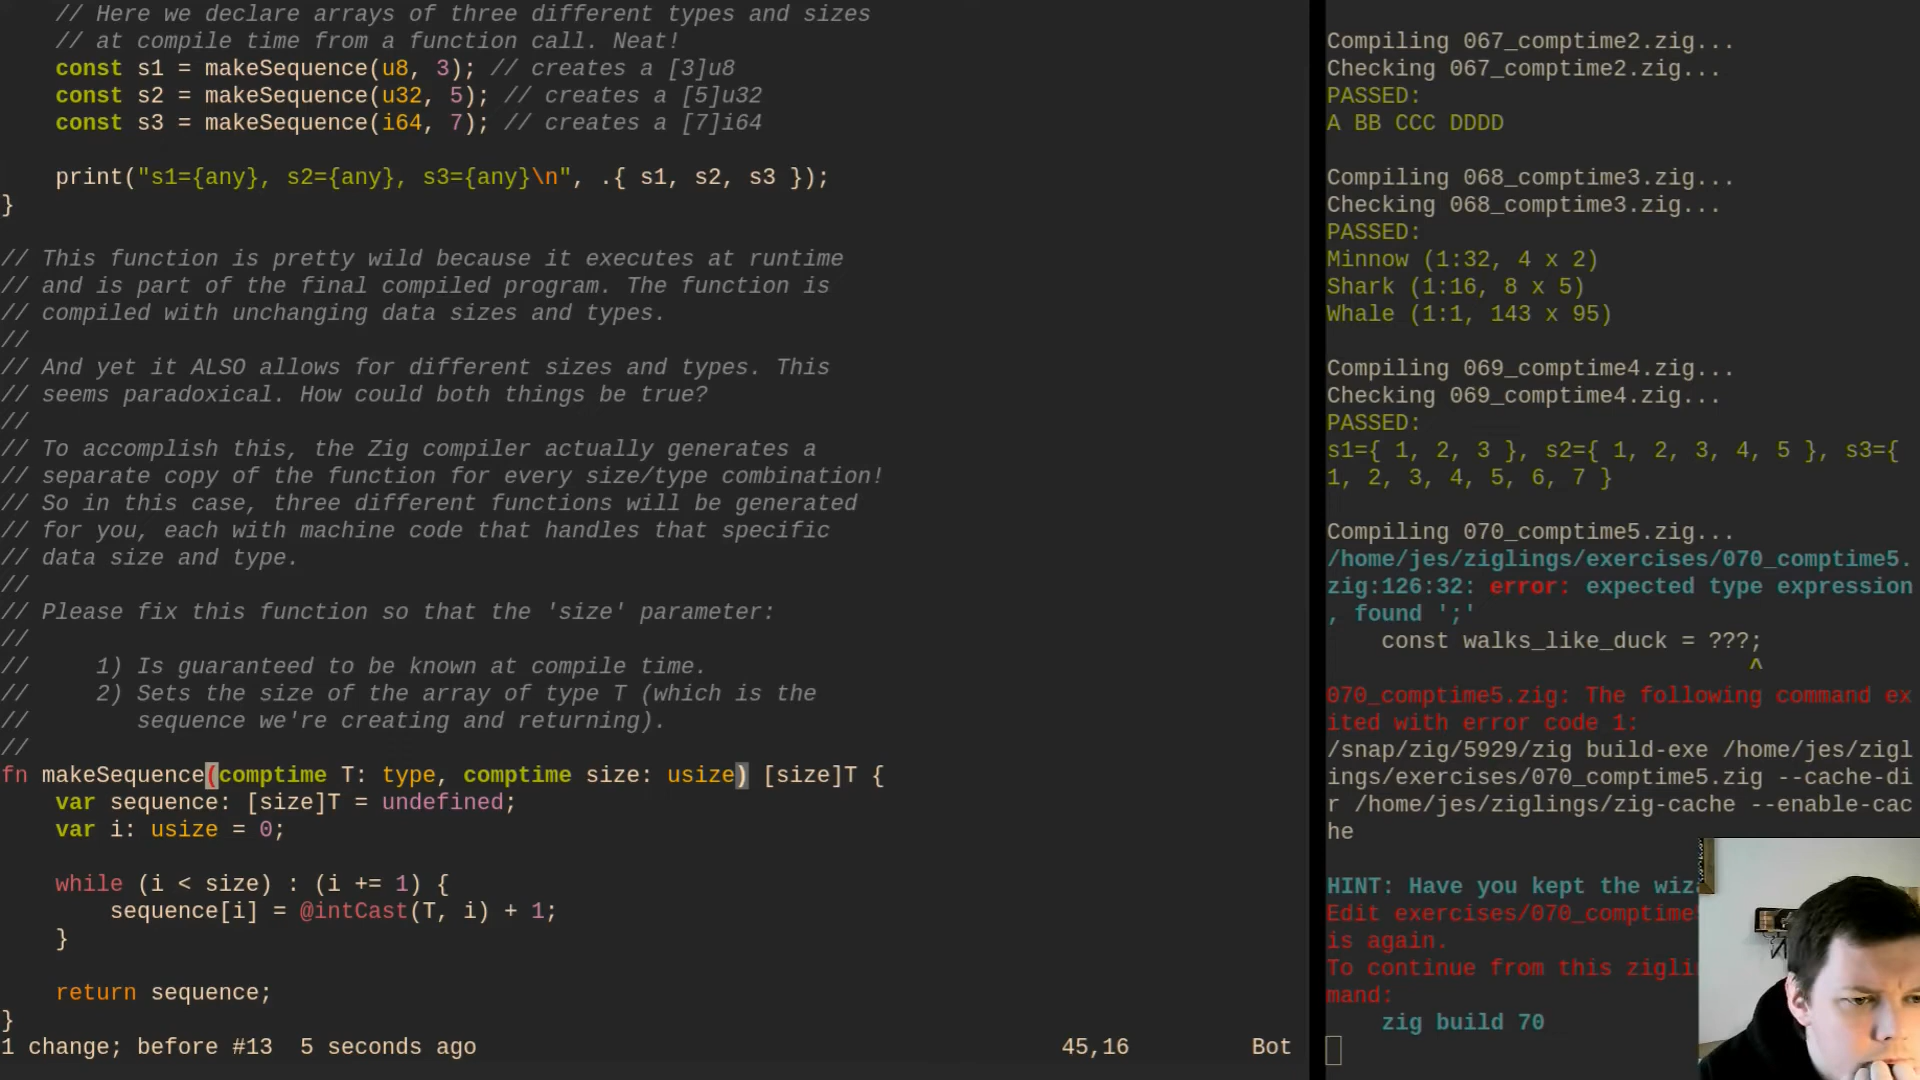 // Here we declare arrays of three different types and sizes
    // at compile time from a function call. Neat!
    const s1 = makeSequence(u8, 3); // creates a [3]u8
    const s2 = makeSequence(u32, 5); // creates a [5]u32
    const s3 = makeSequence(i64, 7); // creates a [7]i64
    print("s1={any}, s2={any}, s3={any}\n", .{ s1, s2, s3 });
}
// This function is pretty wild because it executes at runtime
// and is part of the final compiled program. The function is
// compiled with unchanging data sizes and types.
//
// And yet it ALSO allows for different sizes and types. This
// seems paradoxical. How could both things be true?
//
// To accomplish this, the Zig compiler actually generates a
// separate copy of the function for every size/type combination!
// So in this case, three different functions will be generated
// for you, each with machine code that handles that specific
// data size and type.
//
// Please fix this function so that the 'size' parameter:
//
//     1) Is guaranteed to be known at compile time.
//     2) Sets the size of the array of type T (which is the
//        sequence we're creating and returning).
//
fn makeSequence(comptime T: type, comptime size: usize) [size]T {
    var sequence: [size]T = undefined;
    var i: usize = 0;
    while (i < size) : (i += 1) {
        sequence[i] = @intCast(T, i) + 1;
    }
    return sequence;
}
1 change; before #13  5 seconds ago 45,16 Bot
Compiling 067_comptime2.zig...
Checking 067_comptime2.zig...
PASSED:
A BB CCC DDDD
Compiling 068_comptime3.zig...
Checking 068_comptime3.zig...
PASSED:
Minnow (1:32, 4 x 2)
Shark (1:16, 8 x 5)
Whale (1:1, 143 x 95)
Compiling 069_comptime4.zig...
Checking 069_comptime4.zig...
PASSED:
s1={ 1, 2, 3 }, s2={ 1, 2, 3, 4, 5 }, s3={
1, 2, 3, 4, 5, 6, 7 }
Compiling 070_comptime5.zig...
/home/jes/ziglings/exercises/070_comptime5.
zig:126:32: error: expected type expression
, found ';'
    const walks_like_duck = ???;
^
070_comptime5.zig: The following command ex
ited with error code 1:
/snap/zig/5929/zig build-exe /home/jes/zigl
ings/exercises/070_comptime5.zig --cache-di
r /home/jes/ziglings/zig-cache --enable-cac
he
HINT: Have you kept the wiz
Edit exercises/070_comptime
is again.
To continue from this zigli
mand:
    zig build 70